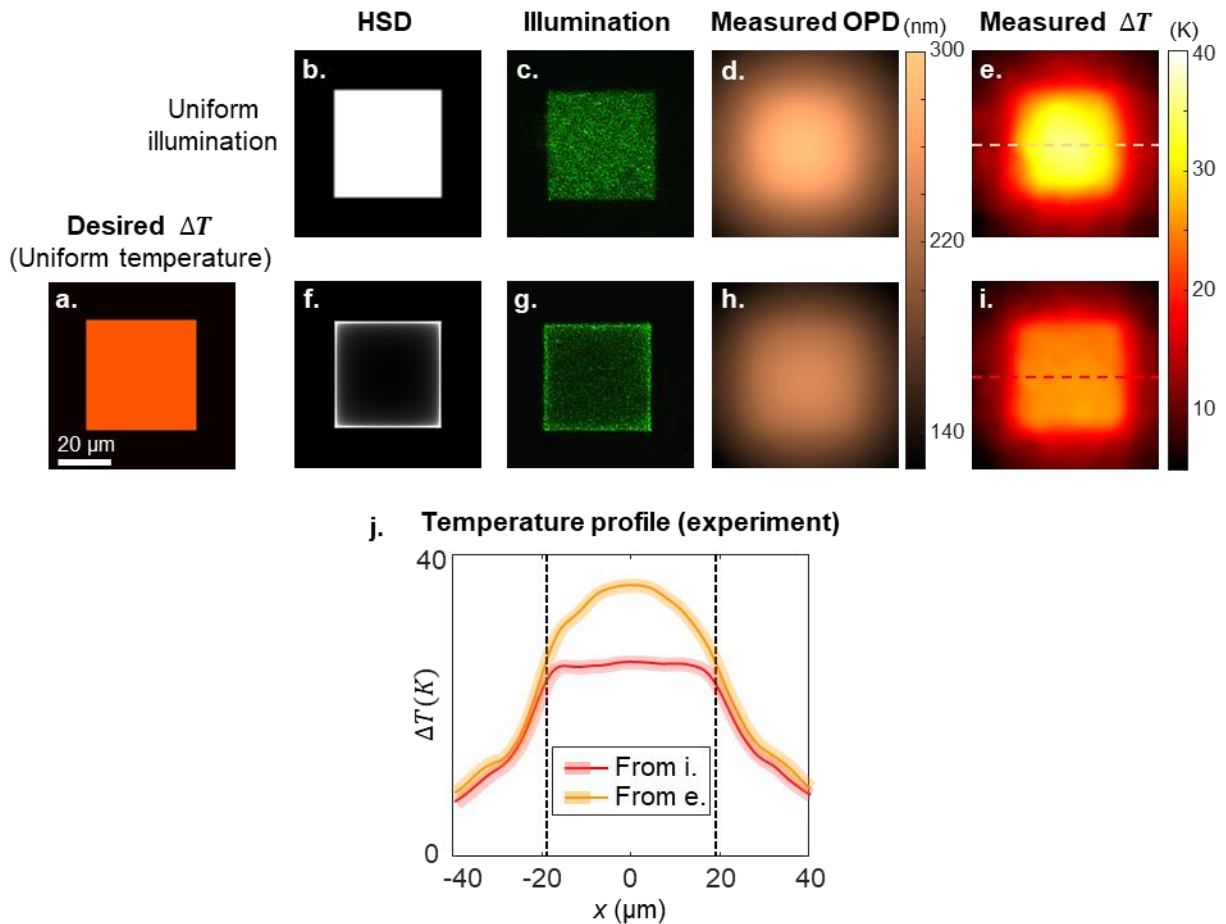 HSD
Illumination
Measured OPD (nm)
Measured ΔT (K)
Uniform
illumination
b.
c.
d.
e.
300
220
140
40
30
20
10
Desired ΔT
(Uniform temperature)
a.
20 µm
f.
g.
h.
i.
j.
Temperature profile (experiment)
40
0
ΔT(K)
From i.
From e.
-40
-20
0
20
40
x (µm)